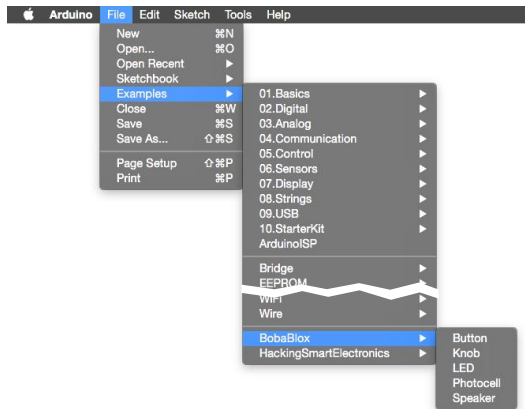 Arduino File Edit Sketch Tools Help
New ⌘N
Open... ⌘O
Open Recent ▶
Sketchbook ▶
Examples ▶
Close ⌘W
Save ⌘S
Save As... ⇧⌘S
Page Setup ⇧⌘P
Print ⌘P
01.Basics ▶
02.Digital ▶
03.Analog ▶
04.Communication ▶
05.Control ▶
06.Sensors ▶
07.Display ▶
08.Strings ▶
09.USB ▶
10.StarterKit ▶
ArduinoISP
Bridge ▶
EEPROM ▶
WiFi ▶
Wire ▶
BobaBlox ▶
HackingSmartElectronics ▶
Button
Knob
LED
Photocell
Speaker